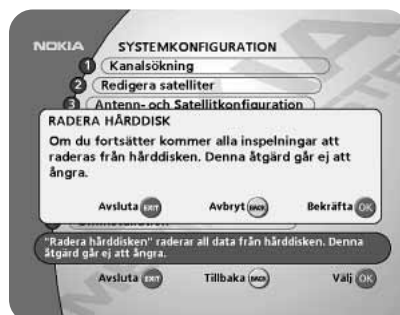 NOKIA
SYSTEMKONFIGURATION
1 Kanalsökning
2 Redigera satelliter
3 Antenn- och Satellitkonfiguration
RADERA HÅRDDISK
Om du fortsätter kommer alla inspelningar att
raderas från hårddisken. Denna åtgärd går ej att
ångra.
Avsluta EXIT Avbryt BACK Bekräfta OK
"Radera hårddisken" raderar all data från hårddisken. Denna
åtgärd går ej att ångra.
Avsluta EXIT Tillbaka BACK Välj OK